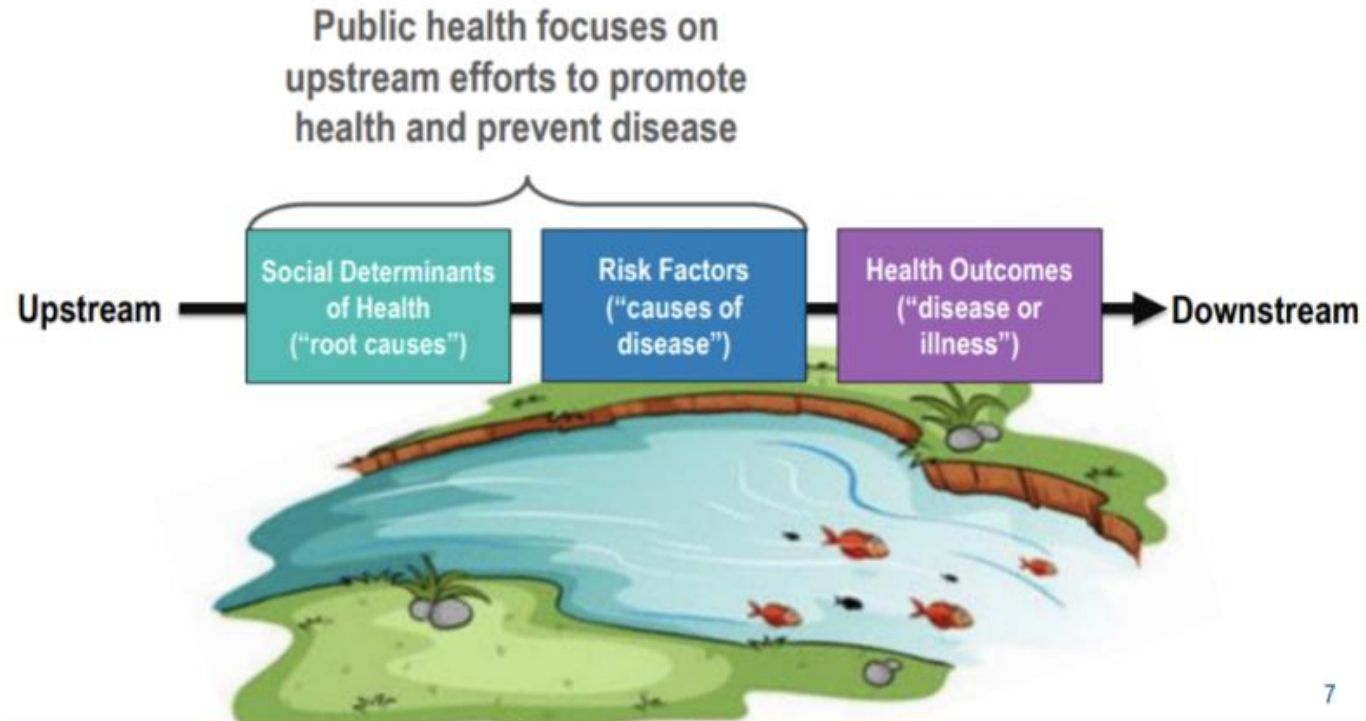 Public health focuses on
upstream efforts to promote
health and prevent disease
Upstream
Social Determinants
of Health
(“root causes”)
Risk Factors
(“causes of
disease”)
Health Outcomes
(“disease or
illness”)
Downstream
7